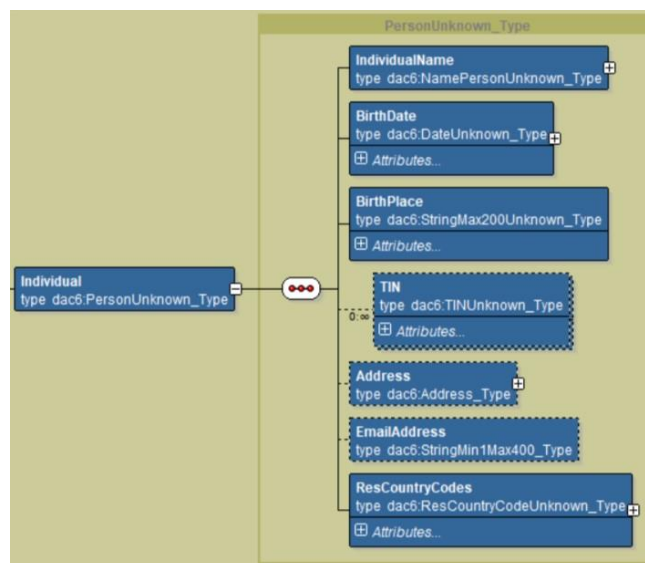 PersonUnknown_Type
IndividualName
type dac6:NamePersonUnknown_Type
BirthDate
type dac6:DateUnknown_Type
Attributes...
BirthPlace
type dac6:StringMax200Unknown_Type
Attributes...
Individual
type dac6:PersonUnknown_Type
TIN
type dac6:TINUnknown_Type
0:∞
Attributes...
Address
type dac6:Address_Type
EmailAddress
type dac6:StringMin1Max400_Type
ResCountryCodes
type dac6:ResCountryCodeUnknown_Type
Attributes...